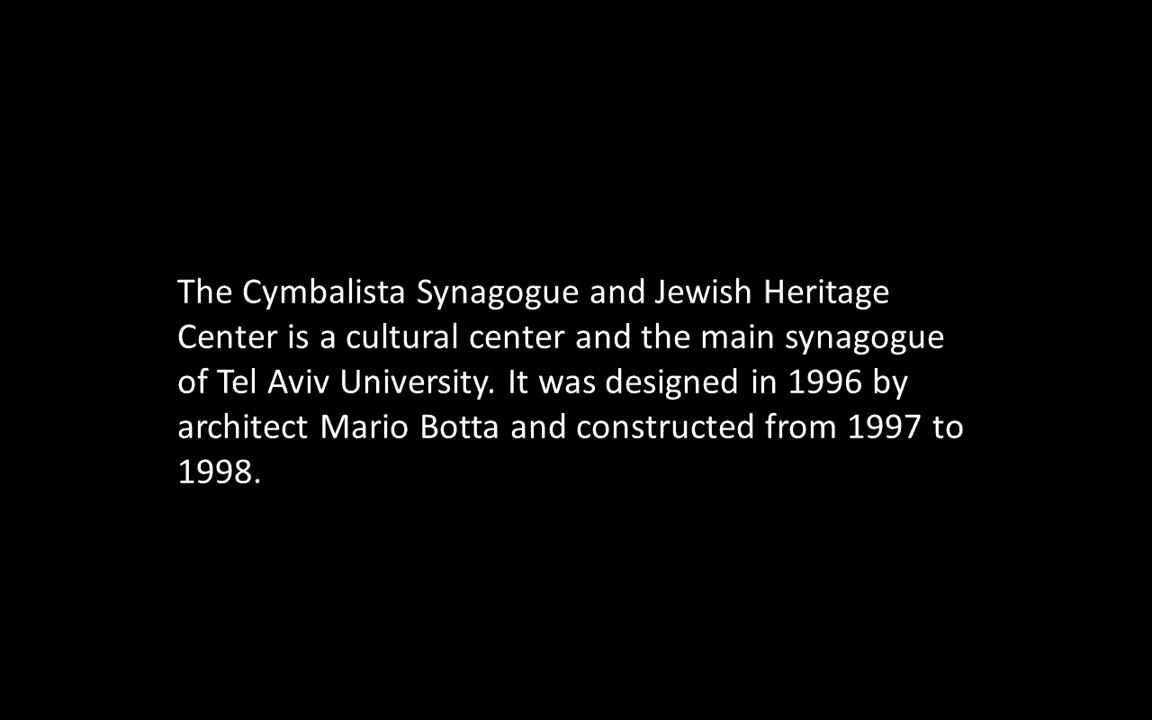 The Cymbalista Synagogue and Jewish Heritage
Center is a cultural center and the main synagogue
of Tel Aviv University. It was designed in 1996 by
architect Mario Botta and constructed from 1997 to
1998.